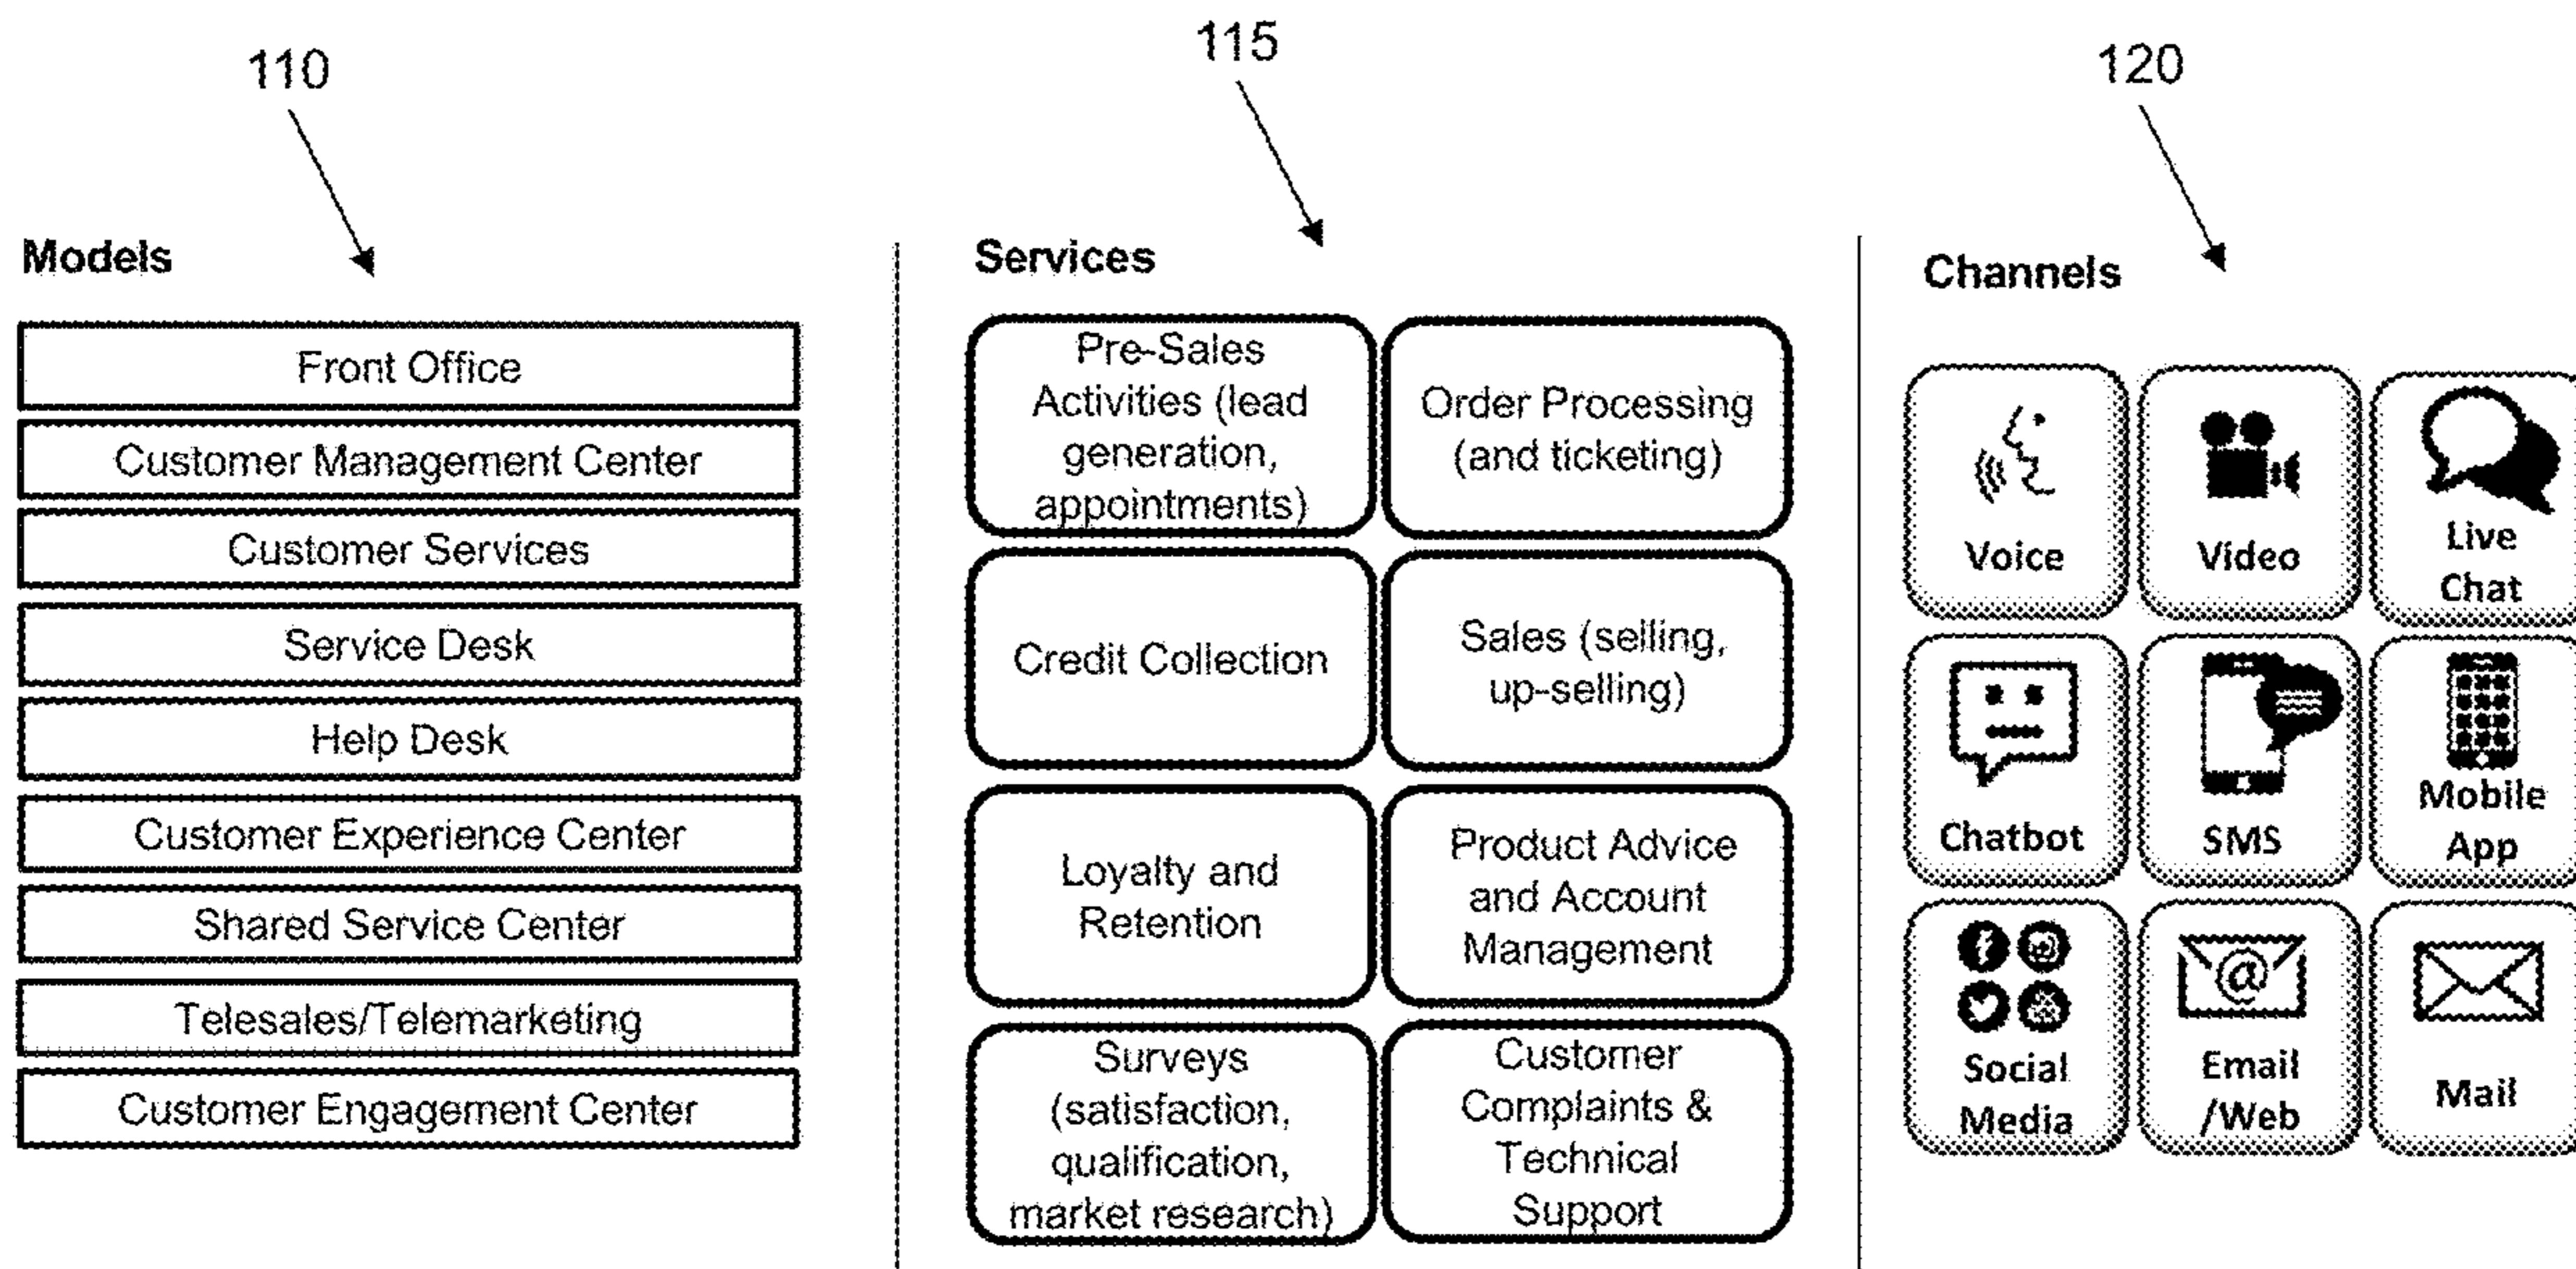 110
115
120
Models
Front Office
Customer Management Center
Customer Services
Service Desk
Help Desk
Customer Experience Center
Shared Service Center
Telesales/Telemarketing
Customer Engagement Center
Services
Pre-Sales
Activities (lead
generation,
appointments)
Order Processing
(and ticketing)
Credit Collection
Sales (selling,
up-selling)
Loyalty and
Retention
Product Advice
and Account
Management
Surveys
(satisfaction,
qualification,
market research)
Customer
Complaints &
Technical
Support
Channels
Voice
Video
Live
Chat
Chatbot
SMS
Mobile
App
Social
Media
@
Email
/Web
Mail